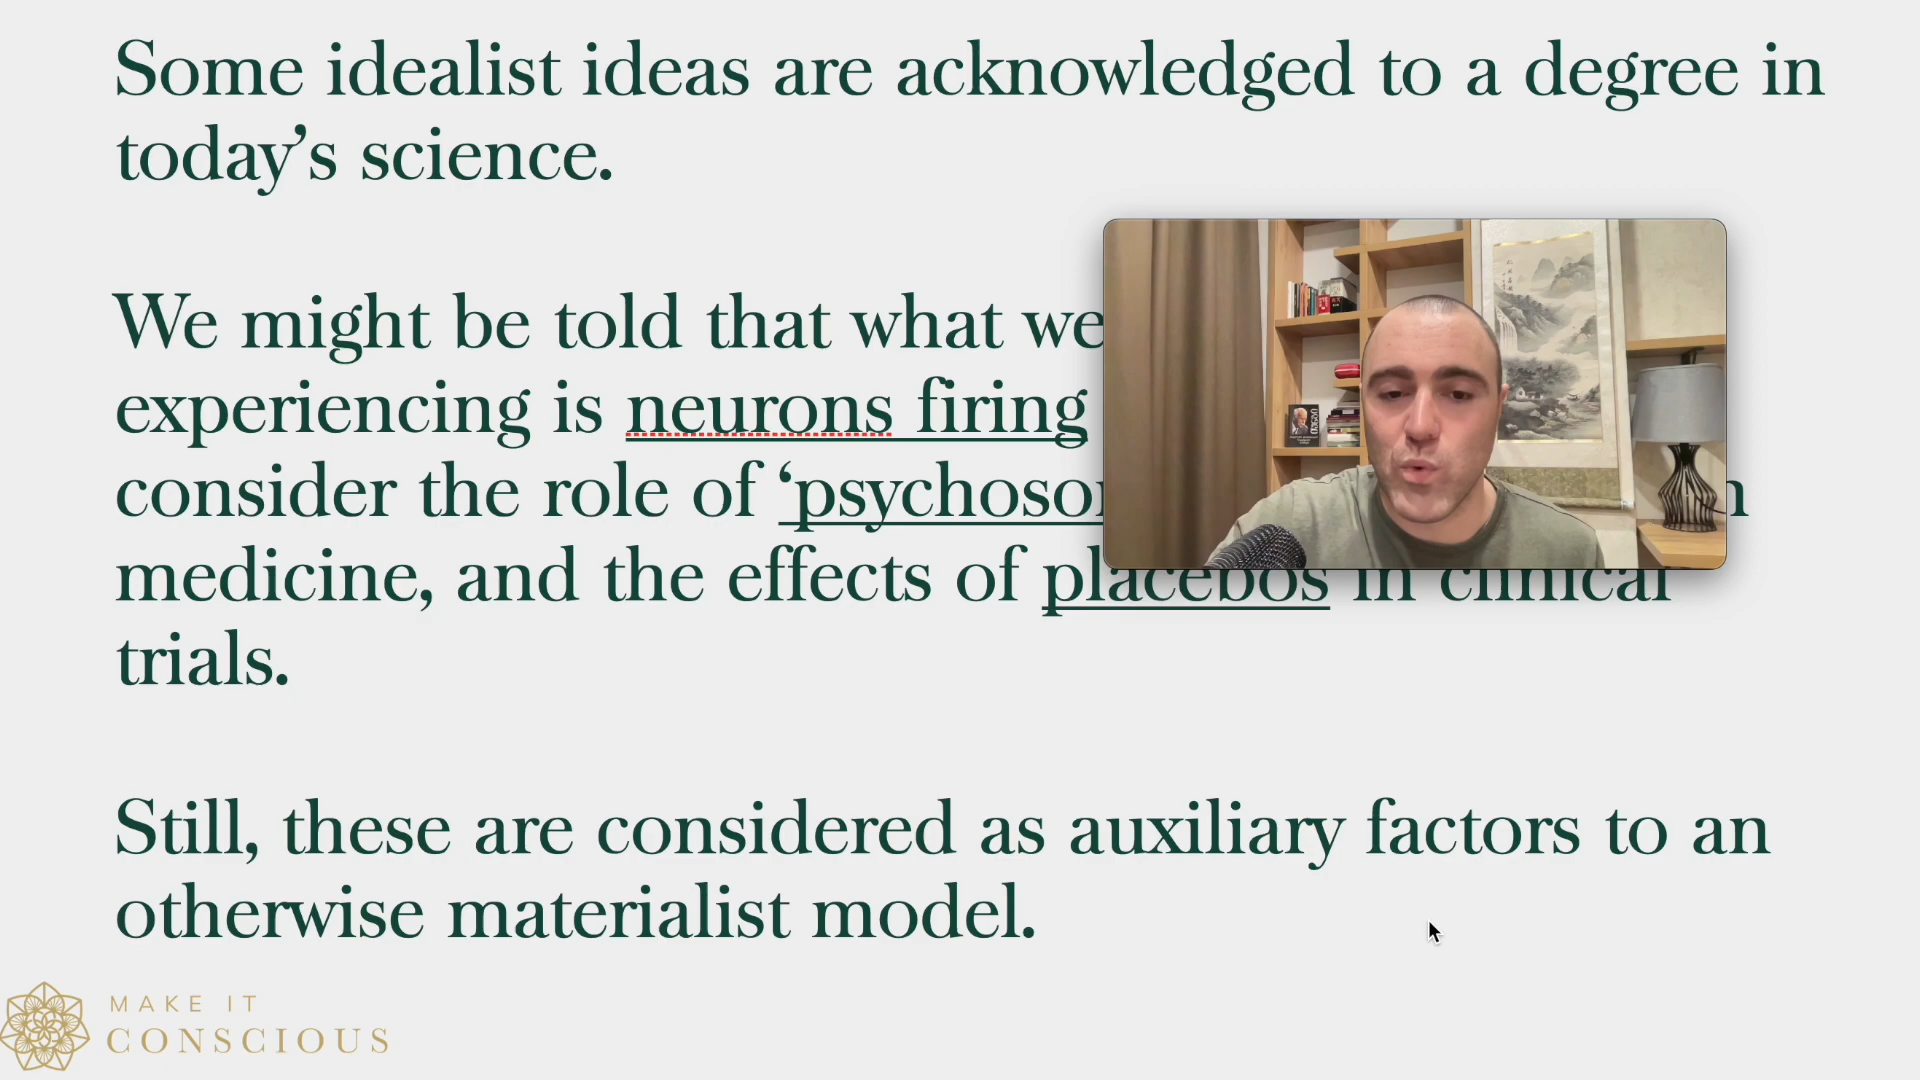 Some idealist ideas are acknowledged to a degree in
today’s science.
We might be told that what we
experiencing is neurons firing
consider the role of
medicine, and the effects of placebos in clinical
trials.
Still, these are considered as auxiliary factors to an
otherwise materialist model.
MAKE IT
CONSCIOUS